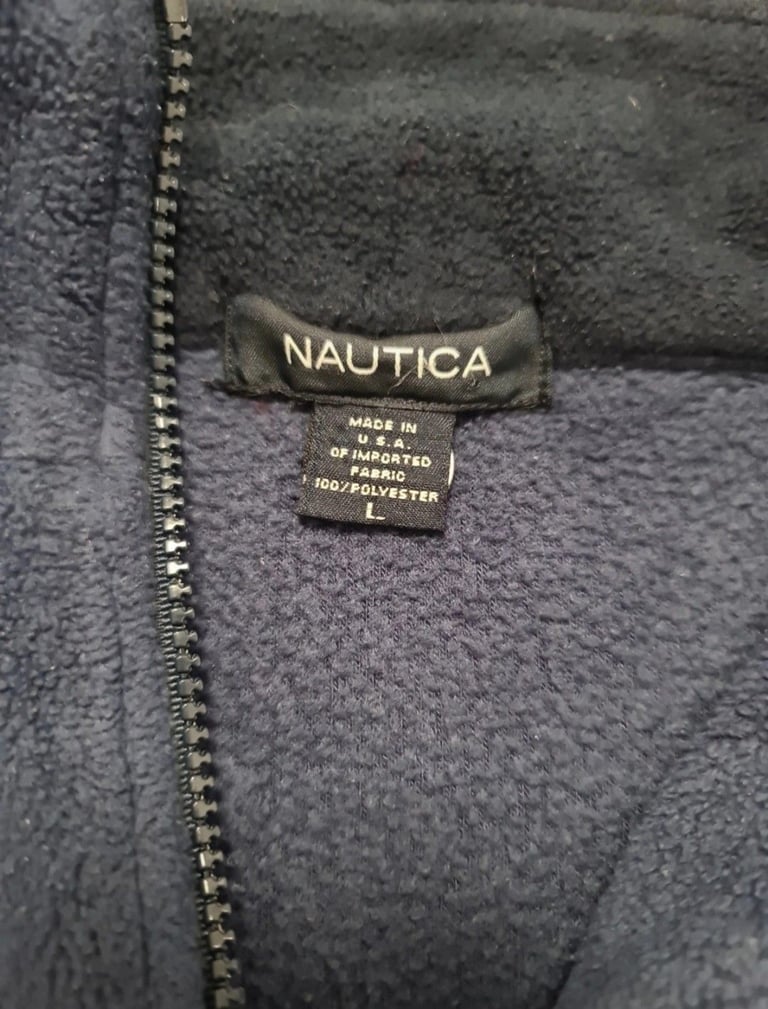 NAUTICA
MADE IN
U.S.A.
OF IMPORTED
FABRIC
100% POLYESTER
L